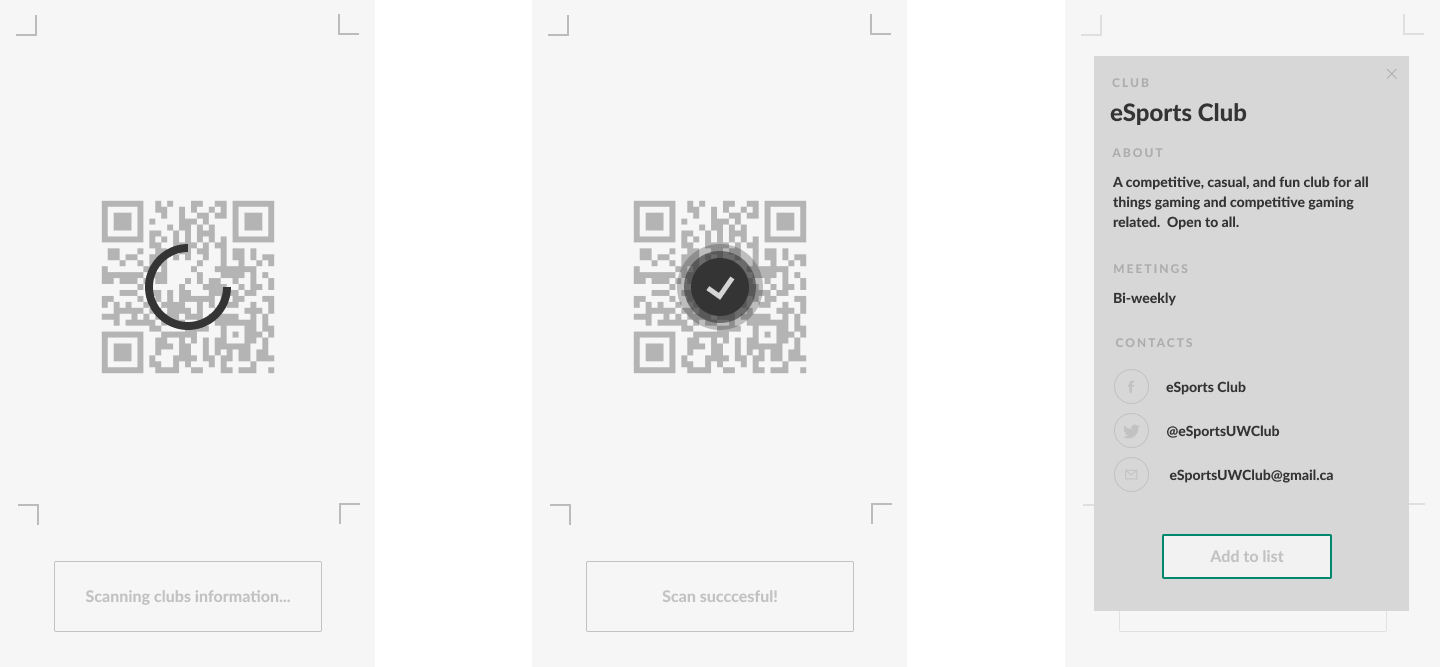 Scanning clubs information...
Scan succcesful!
CLUB
eSports Club
ABOUT
A competitive, casual, and fun club for all
things gaming and competitive gaming
related.  Open to all.
MEETINGS
Bi-weekly
CONTACTS
eSports Club
@eSportsUWClub
eSportsUWClub@gmail.ca
Add to list